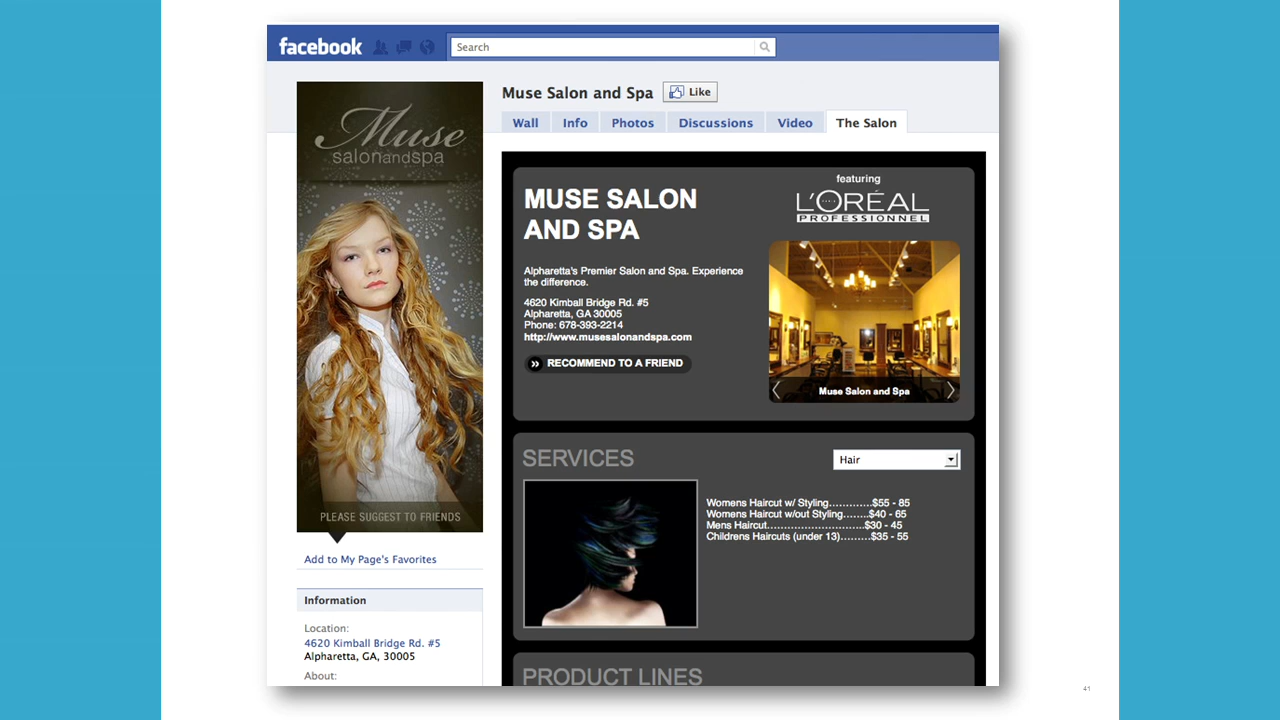 facebook
Search
Muse
salonandspa
PLEASE SUGGEST TO FRIENDS
Add to My Page's Favorites
Information
Location:
4620 Kimball Bridge Rd. #5
Alpharetta, GA, 30005
About:
Muse Salon and Spa
Like
Wall
Info
Photos
Discussions
Video
The Salon
MUSE SALON
AND SPA
Alpharetta's Premier Salon and Spa. Experience
the difference.
4620 Kimball Bridge Rd. #5
Alpharetta, GA 30005
Phone: 678-393-2214
http://www.musesalonandspa.com
RECOMMEND TO A FRIEND
featuring
L'ORÉAL
PROFESSIONNEL
Muse Salon and Spa
SERVICES
Hair
Womens Haircut w/ Styling.............$55 - 85
Womens Haircut w/out Styling........$40 - 65
Mens Haircut.............................$30 - 45
Childrens Haircuts (under 13).........$35 - 55
PRODUCT LINES
41